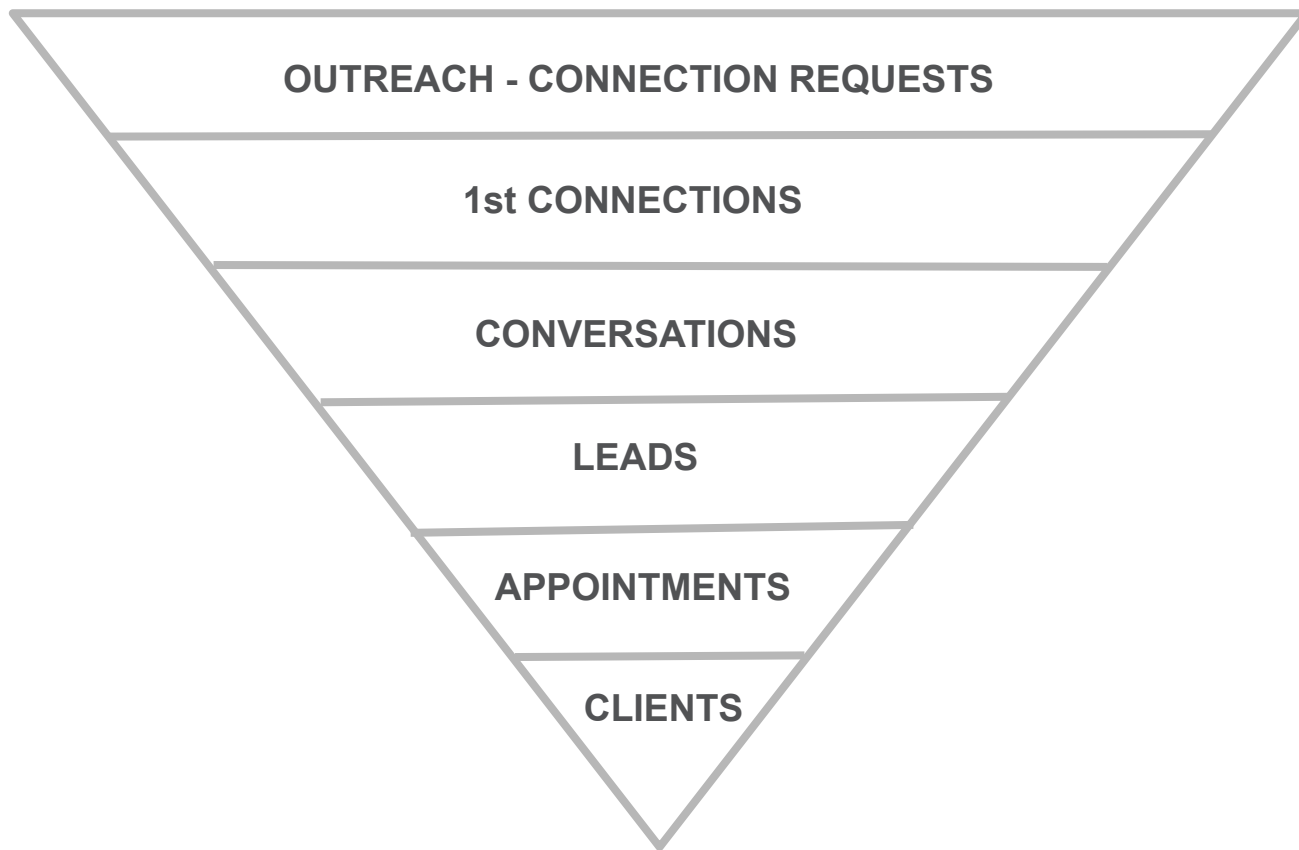 OUTREACH - CONNECTION REQUESTS
1st CONNECTIONS
CONVERSATIONS
LEADS
APPOINTMENTS
CLIENTS